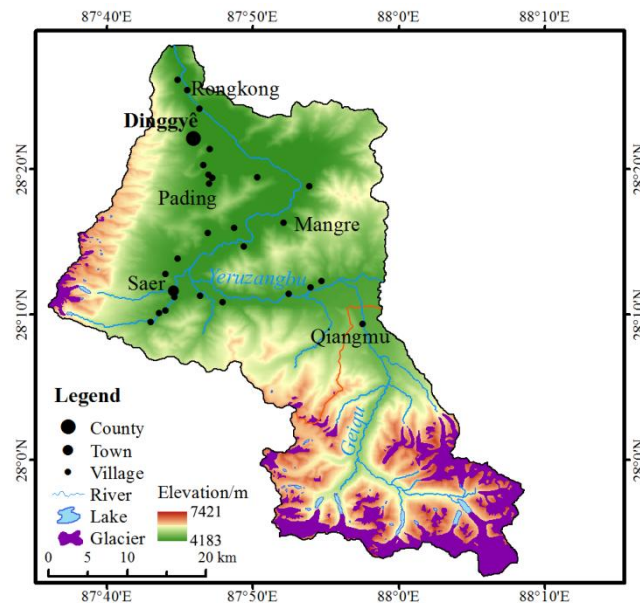 87°40′E 87°50′E 88°0′E 88°10′E
Rongkong
Dinggyê
28°20′N
28°20′N
Pading
Mangre
Yeruzangbu
Saer
28°10′N
28°10′N
Qiangmu
Legend
County
Town
Village
River
Lake
Glacier
Elevation/m
7421
4183
Geiqu
28°0′N
28°0′N
0 5 10 20 km
87°40′E 87°50′E 88°0′E 88°10′E